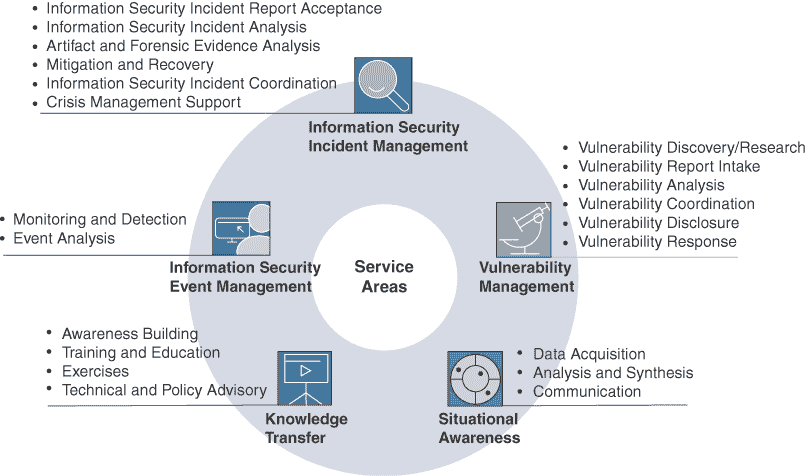 • Information Security Incident Report Acceptance
• Information Security Incident Analysis
• Artifact and Forensic Evidence Analysis
• Mitigation and Recovery
• Information Security Incident Coordination
• Crisis Management Support
Information Security
Incident Management
• Vulnerability Discovery/Research
• Vulnerability Report Intake
• Vulnerability Analysis
• Vulnerability Coordination
• Vulnerability Disclosure
• Vulnerability Response
Vulnerability
Management
• Monitoring and Detection
• Event Analysis
Information Security
Event Management
Service
Areas
• Awareness Building
• Training and Education
• Exercises
• Technical and Policy Advisory
Knowledge
Transfer
• Data Acquisition
• Analysis and Synthesis
• Communication
Situational
Awareness